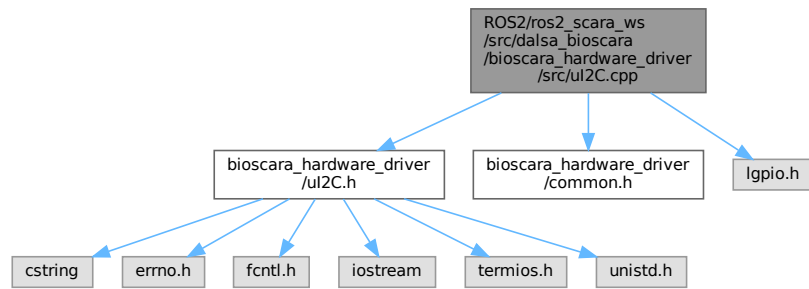 ROS2/ros2_scara_ws
/src/dalsa_bioscara
/bioscara_hardware_driver
/src/uI2C.cpp
bioscara_hardware_driver
/uI2C.h
bioscara_hardware_driver
/common.h
lgpio.h
cstring
errno.h
fcntl.h
iostream
termios.h
unistd.h